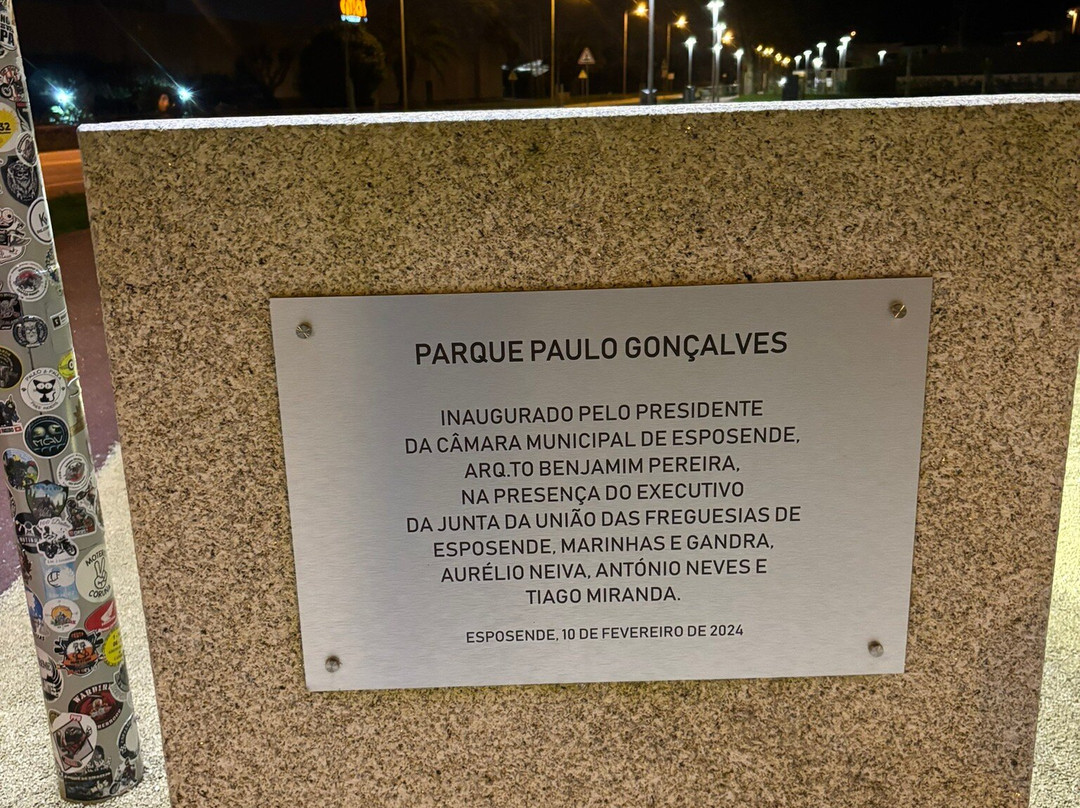 PARQUE PAULO GONÇALVES
INAUGURADO PELO PRESIDENTE
DA CÂMARA MUNICIPAL DE ESPOSENDE,
ARQ.TO BENJAMIM PEREIRA,
NA PRESENÇA DO EXECUTIVO
DA JUNTA DA UNIÃO DAS FREGUESIAS DE
ESPOSENDE, MARINHAS E GANDRA,
AURÉLIO NEIVA, ANTÓNIO NEVES E
TIAGO MIRANDA.
ESPOSENDE, 10 DE FEVEREIRO DE 2024